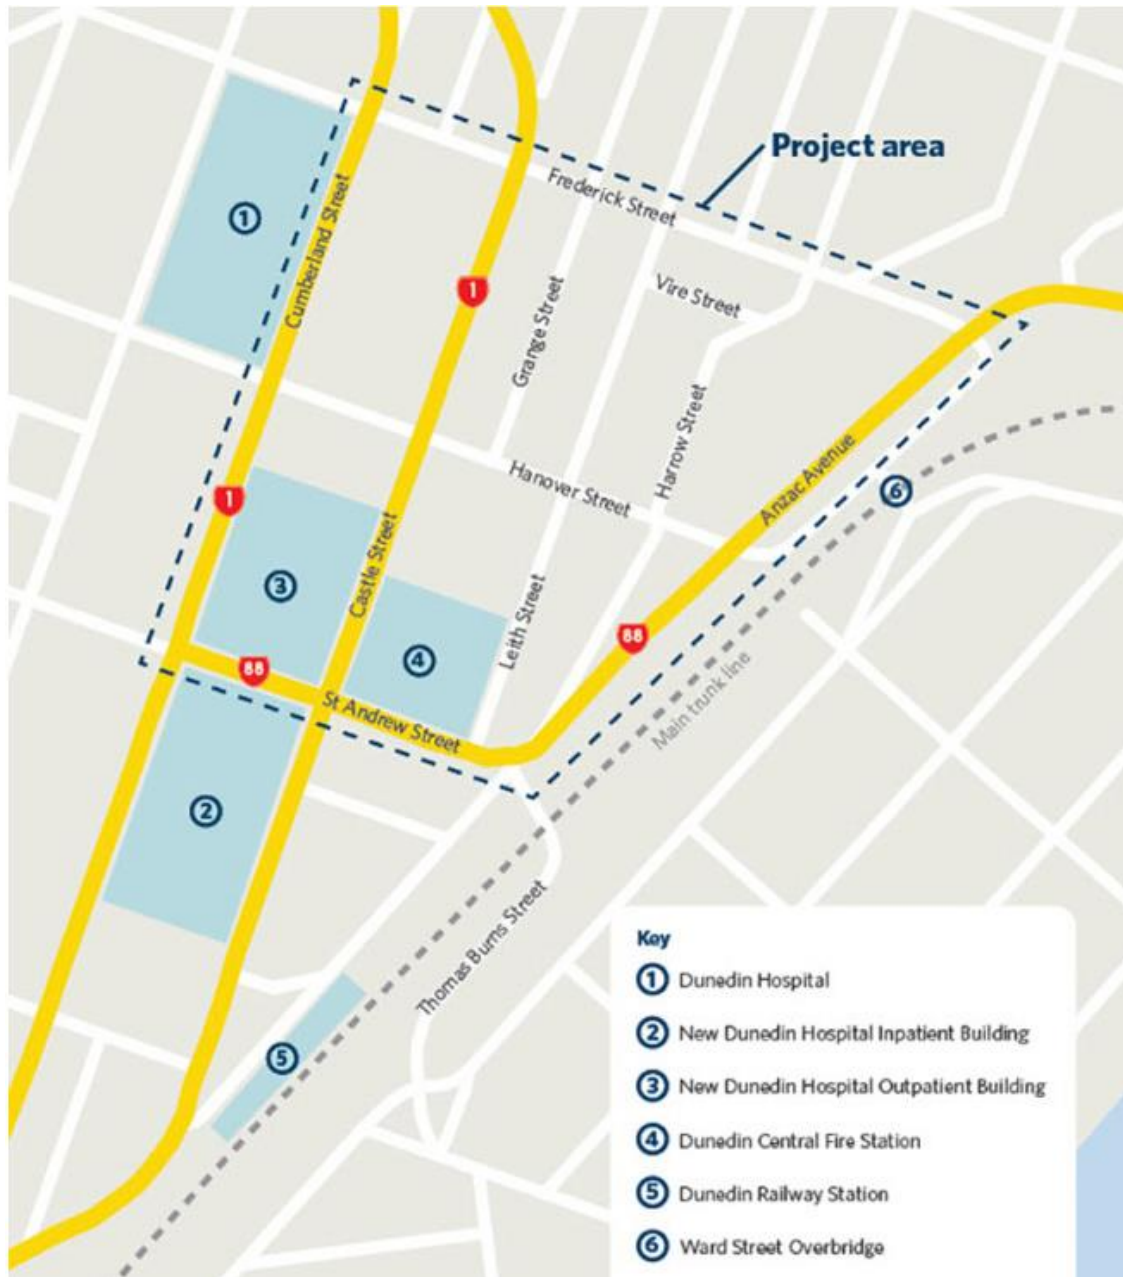 Project area
Frederick Street
1
Cumberland Street
1
Vire Street
Grange Street
Harrow Street
Anzac Avenue
Hanover Street
1
6
3
Castle Street
Leith Street
88
4
88
Main trunk line
St Andrew Street
2
Thomas Burns Street
5
Key
1 Dunedin Hospital
2 New Dunedin Hospital Inpatient Building
3 New Dunedin Hospital Outpatient Building
4 Dunedin Central Fire Station
5 Dunedin Railway Station
6 Ward Street Overbridge